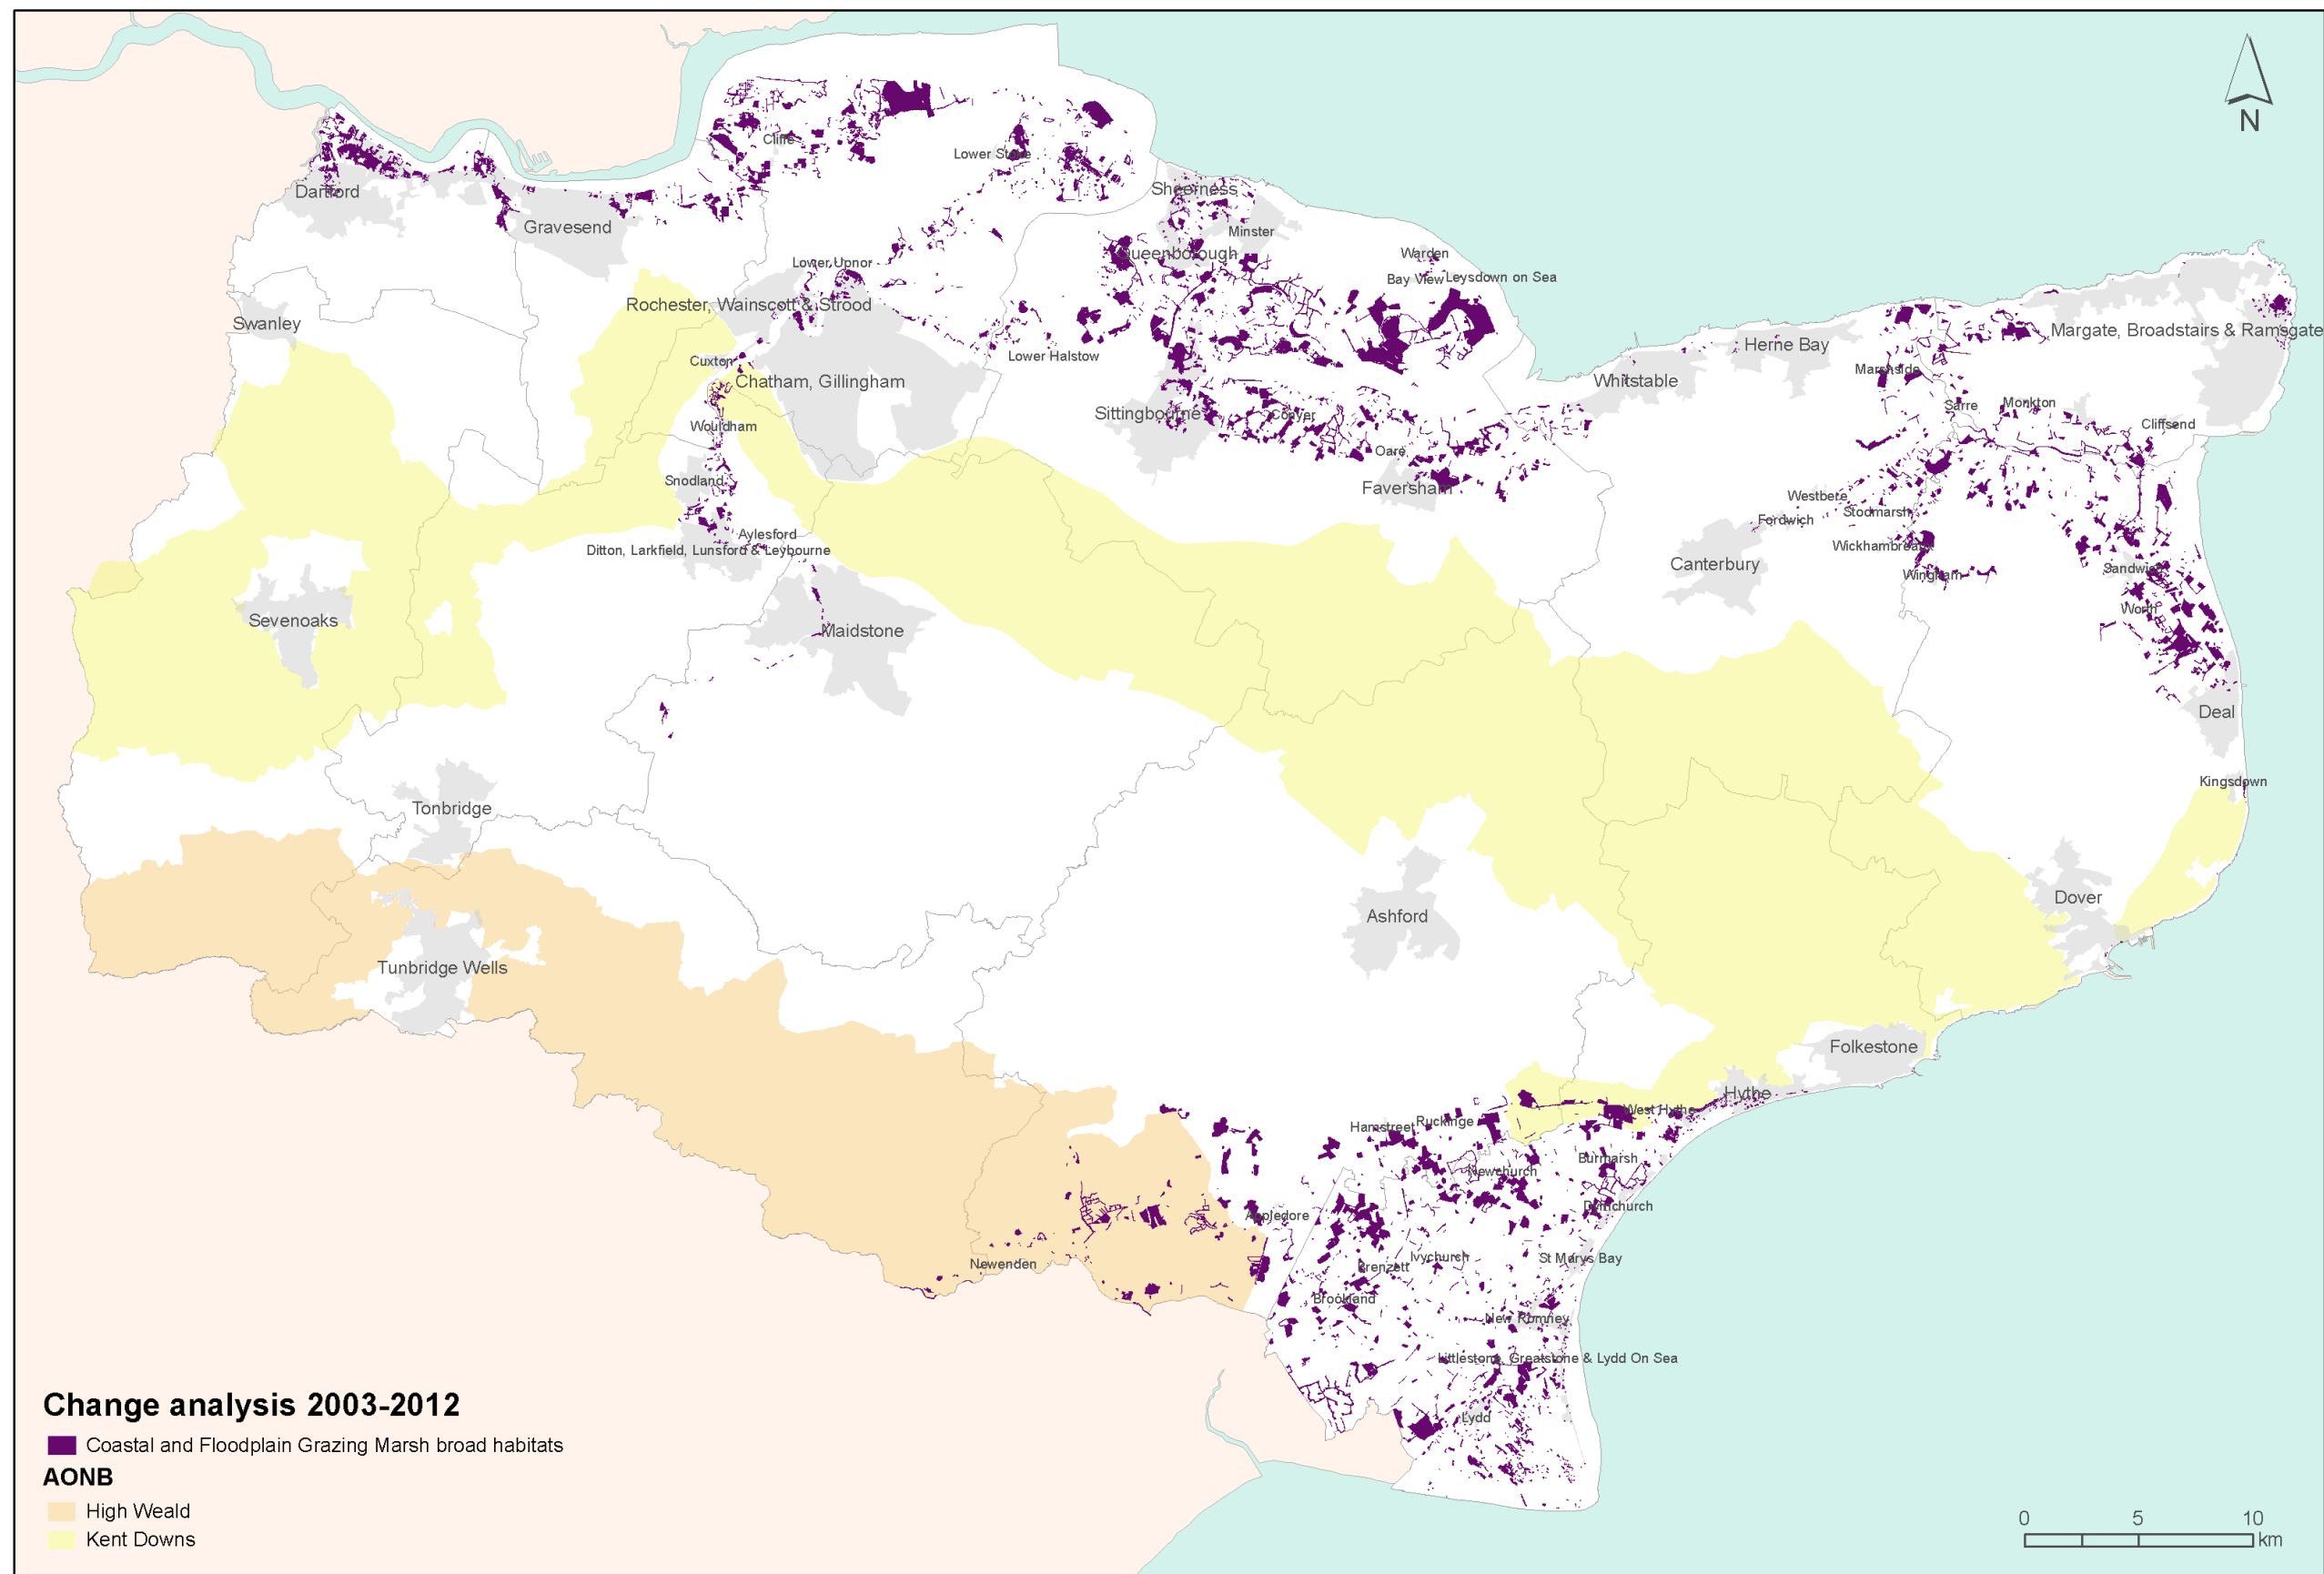 N
Cliffe
Lower Stoke
Dartford
Sheerness
Gravesend
Minster
Queenborough
Warden
Lower Upnor
Bay View
Leysdown on Sea
Rochester, Wainscott & Strood
Swanley
Margate, Broadstairs & Ramsgate
Herne Bay
Lower Halstow
Cuxton
Marshside
Chatham, Gillingham
Whitstable
Sarre
Monkton
Sittingbourne
Conyer
Wouldham
Cliffsend
Oare
Snodland
Faversham
Westbere
Stodmarsh
Fordwich
Aylesford
Ditton, Larkfield, Lunsford & Leybourne
Wickhambreaux
Canterbury
Sandwich
Wingham
Worth
Sevenoaks
Maidstone
Deal
Kingsdown
Tonbridge
Dover
Ashford
Tunbridge Wells
Folkestone
Hythe
West Hythe
Hamstreet
Ruckinge
Burmarsh
Newchurch
Dymchurch
Appledore
Ivychurch
St Marys Bay
Newenden
Brenzett
Brookland
New Romney
Littlestone, Greatstone & Lydd On Sea
Lydd
Change analysis 2003-2012
Coastal and Floodplain Grazing Marsh broad habitats
AONB
High Weald
Kent Downs
0 5 10
km